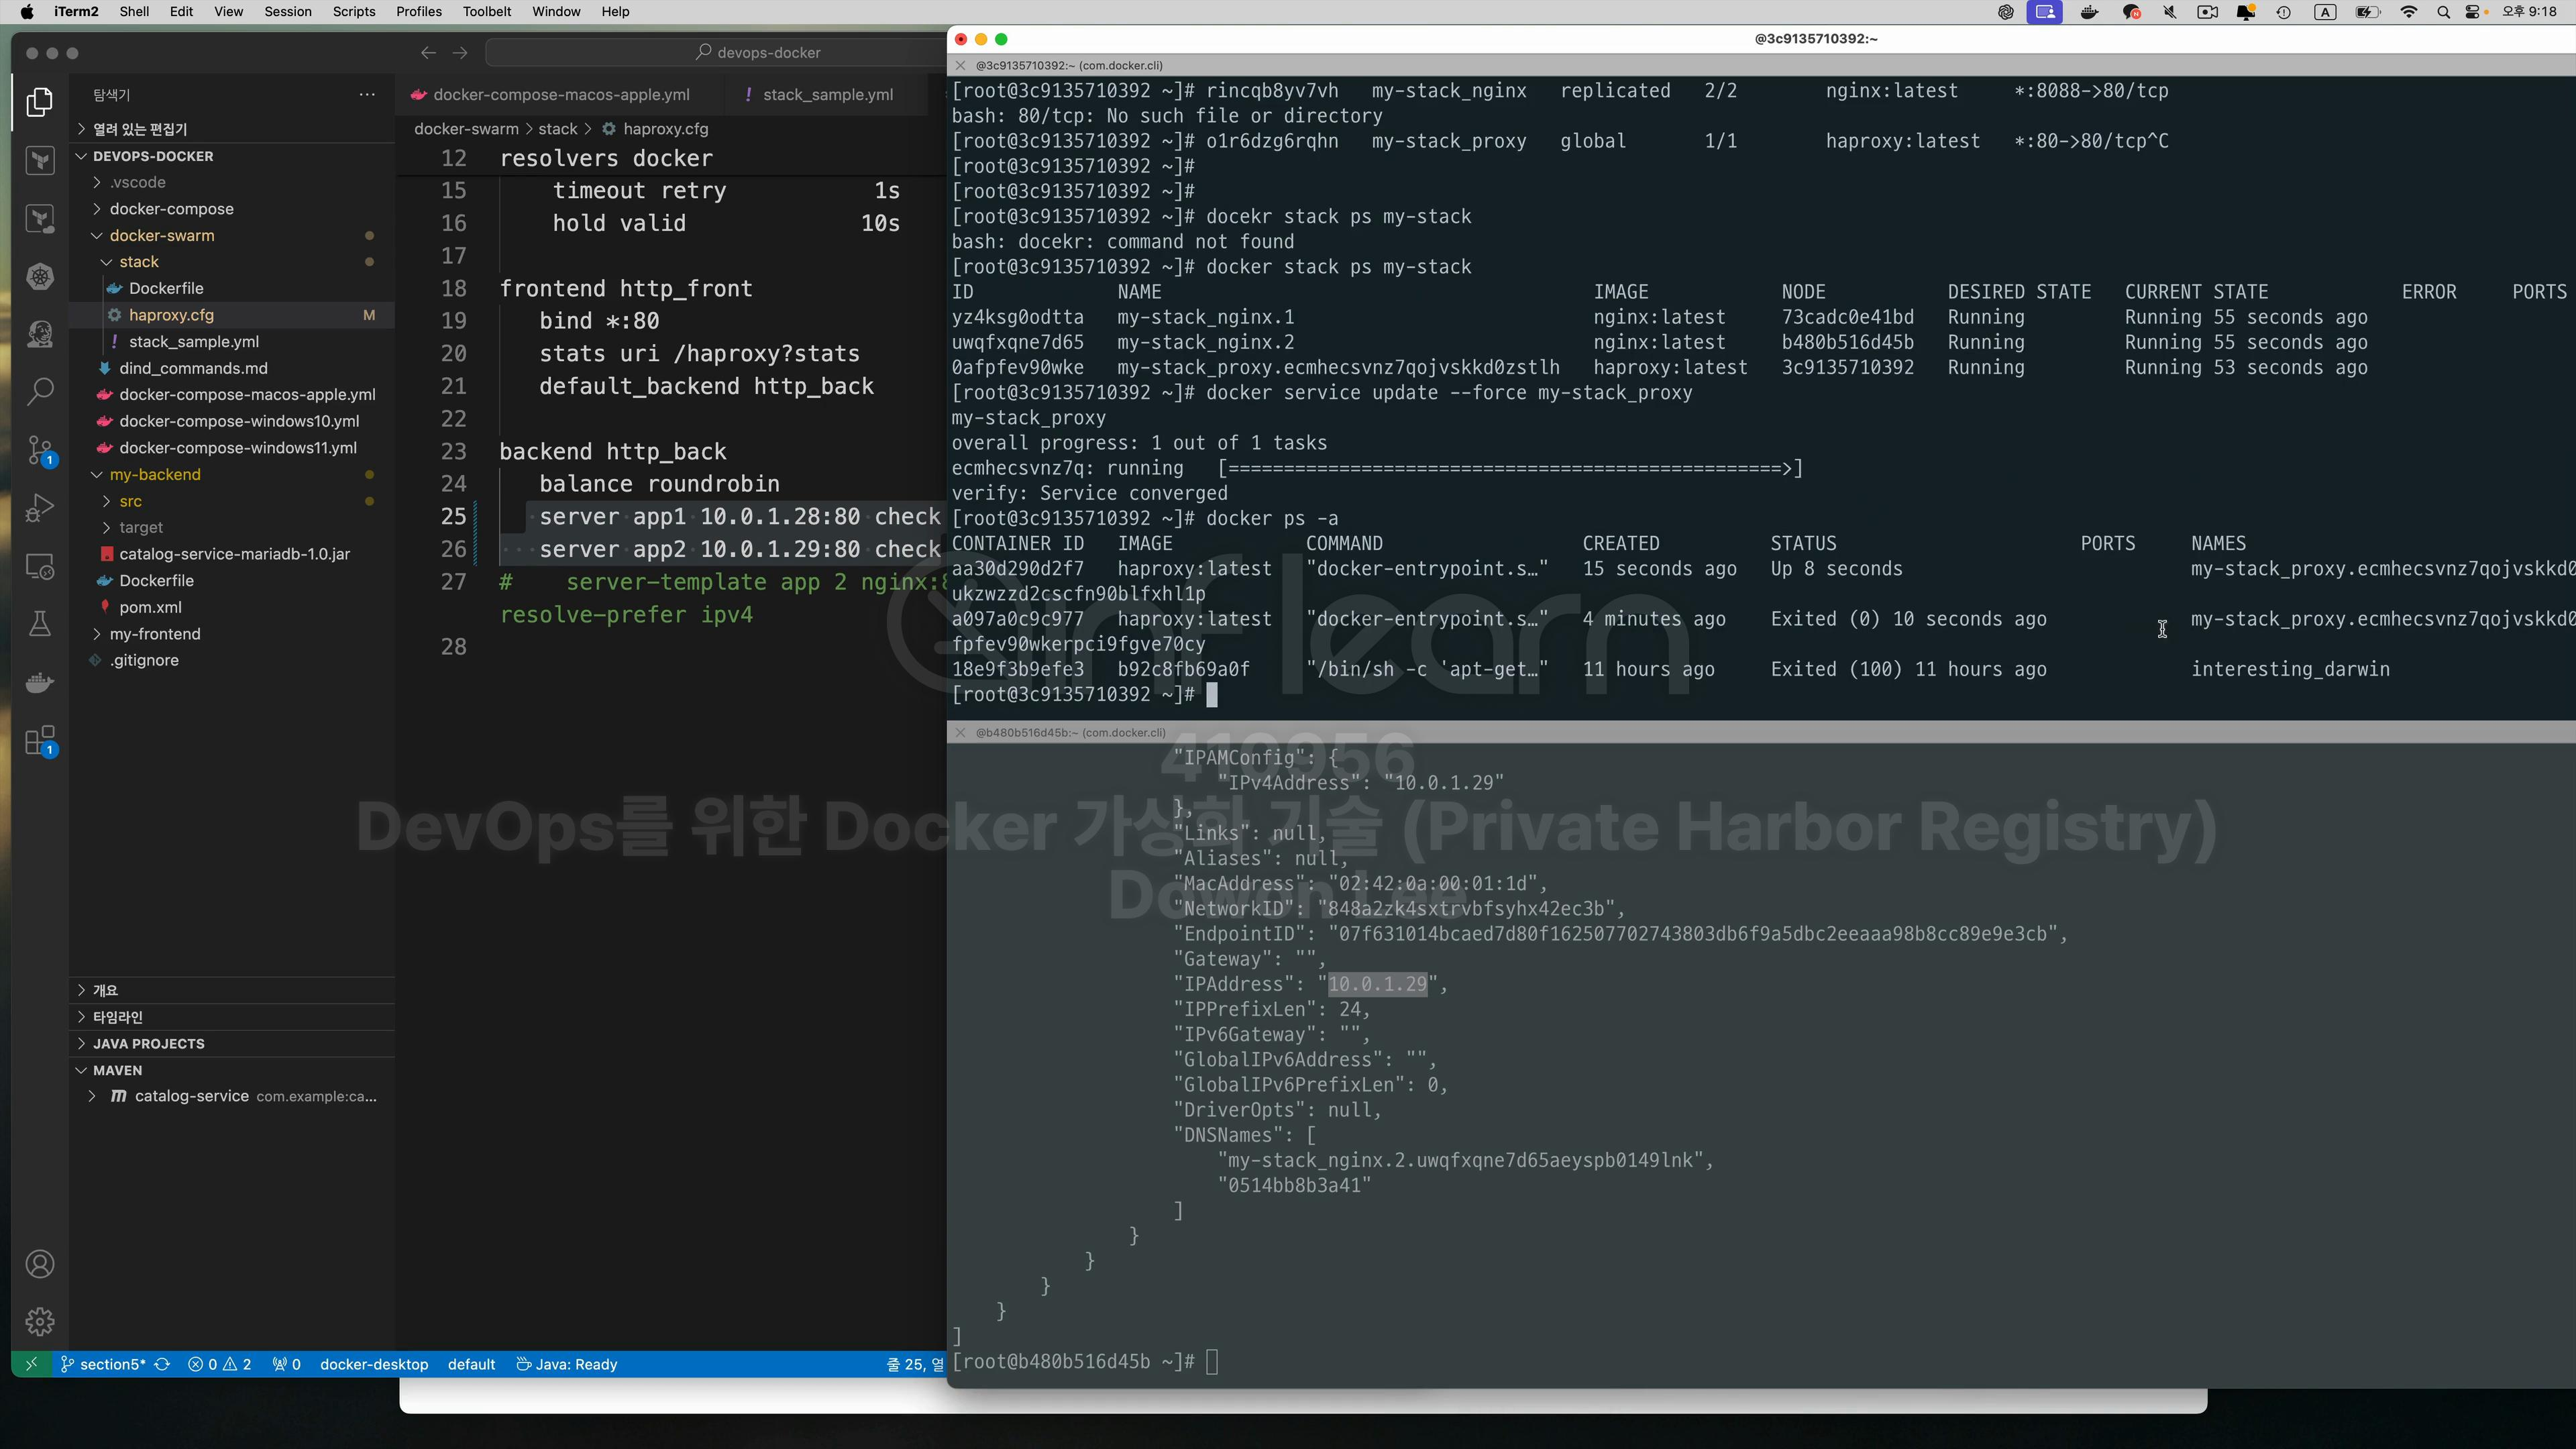 iTerm2 Shell Edit View Session Scripts Profiles Toolbelt Window Help 오후 9:18
devops-docker
@3c9135710392:~
@3c9135710392:~ (com.docker.cli)
탐색기
열려 있는 편집기
DEVOPS-DOCKER
.vscode
docker-compose
docker-swarm
stack
Dockerfile
haproxy.cfg M
stack_sample.yml
dind_commands.md
docker-compose-macos-apple.yml
docker-compose-windows10.yml
docker-compose-windows11.yml
my-backend
src
target
catalog-service-mariadb-1.0.jar
Dockerfile
pom.xml
my-frontend
.gitignore
개요
타임라인
JAVA PROJECTS
MAVEN
catalog-service com.example:ca...
1
1
docker-compose-macos-apple.yml
stack_sample.yml
docker-swarm > stack > haproxy.cfg
12 resolvers docker
15 timeout retry 1s
16 hold valid 10s
17
18 frontend http_front
19 bind *:80
20 stats uri /haproxy?stats
21 default_backend http_back
22
23 backend http_back
24 balance roundrobin
25 server app1 10.0.1.28:80 check
26 server app2 10.0.1.29:80 check
27 # server-template app 2 nginx:8
resolve-prefer ipv4
28
section5* 0 2 0 docker-desktop default Java: Ready 줄 25, 열
[root@3c9135710392 ~]# rincqb8yv7vh my-stack_nginx replicated 2/2 nginx:latest *:8088->80/tcp
bash: 80/tcp: No such file or directory
[root@3c9135710392 ~]# o1r6dzg6rqhn my-stack_proxy global 1/1 haproxy:latest *:80->80/tcp^C
[root@3c9135710392 ~]#
[root@3c9135710392 ~]#
[root@3c9135710392 ~]# docekr stack ps my-stack
bash: docekr: command not found
[root@3c9135710392 ~]# docker stack ps my-stack
ID NAME IMAGE NODE DESIRED STATE CURRENT STATE ERROR PORTS
yz4ksg0odtta my-stack_nginx.1 nginx:latest 73cadc0e41bd Running Running 55 seconds ago
uwqfxqne7d65 my-stack_nginx.2 nginx:latest b480b516d45b Running Running 55 seconds ago
0afpfev90wke my-stack_proxy.ecmhecsvnz7qojvskkd0zstlh haproxy:latest 3c9135710392 Running Running 53 seconds ago
[root@3c9135710392 ~]# docker service update --force my-stack_proxy
my-stack_proxy
overall progress: 1 out of 1 tasks
ecmhecsvnz7q: running [==================================================>]
verify: Service converged
[root@3c9135710392 ~]# docker ps -a
CONTAINER ID IMAGE COMMAND CREATED STATUS PORTS NAMES
aa30d290d2f7 haproxy:latest "docker-entrypoint.s…" 15 seconds ago Up 8 seconds my-stack_proxy.ecmhecsvnz7qojvskkd0
ukzwzzd2cscfn90blfxhl1p
a097a0c9c977 haproxy:latest "docker-entrypoint.s…" 4 minutes ago Exited (0) 10 seconds ago my-stack_proxy.ecmhecsvnz7qojvskkd0
fpfev90wkerpci9fgve70cy
18e9f3b9efe3 b92c8fb69a0f "/bin/sh -c 'apt-get…" 11 hours ago Exited (100) 11 hours ago interesting_darwin
[root@3c9135710392 ~]#
@b480b516d45b:~ (com.docker.cli)
"IPAMConfig": {
"IPv4Address": "10.0.1.29"
},
"Links": null,
"Aliases": null,
"MacAddress": "02:42:0a:00:01:1d",
"NetworkID": "848a2zk4sxtrvbfsyhx42ec3b",
"EndpointID": "07f631014bcaed7d80f162507702743803db6f9a5dbc2eeaaa98b8cc89e9e3cb",
"Gateway": "",
"IPAddress": "10.0.1.29",
"IPPrefixLen": 24,
"IPv6Gateway": "",
"GlobalIPv6Address": "",
"GlobalIPv6PrefixLen": 0,
"DriverOpts": null,
"DNSNames": [
"my-stack_nginx.2.uwqfxqne7d65aeyspb0149lnk",
"0514bb8b3a41"
]
}
}
}
}
]
[root@b480b516d45b ~]#
inflearn
410956
DevOps를 위한 Docker 가상화 기술 (Private Harbor Registry)
Dowon Lee